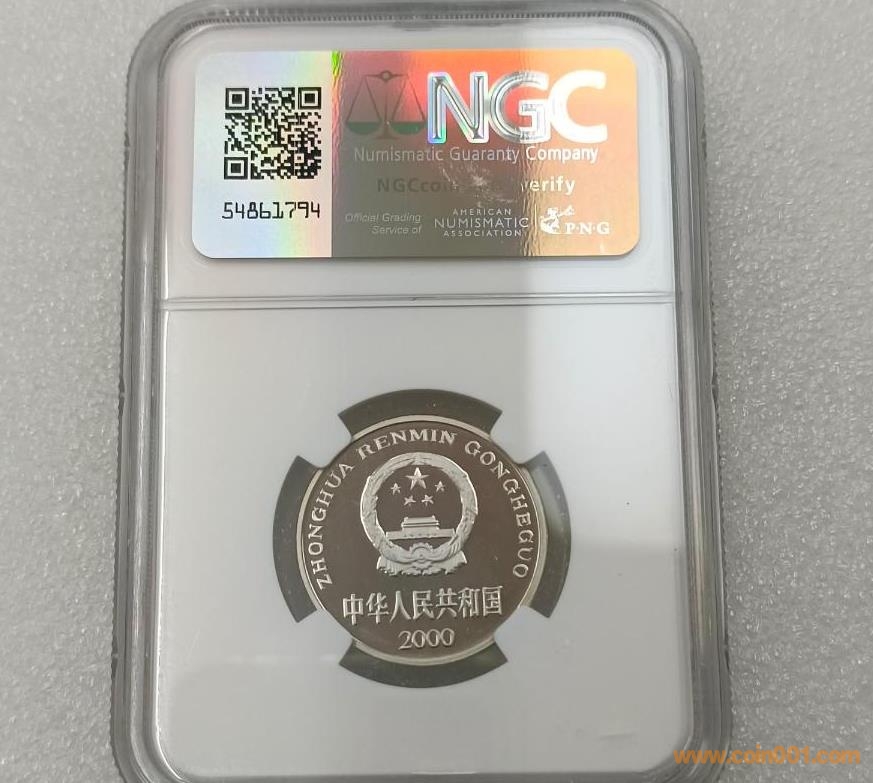 NGC
Numismatic Guaranty Company
54861794
Official Grading
Service of
AMERICAN
NUMISMATIC
ASSOCIATION
P·N·G
ZHONGHUA RENMIN GONGHEGUO
中华人民共和国
2000
www.coin001.com